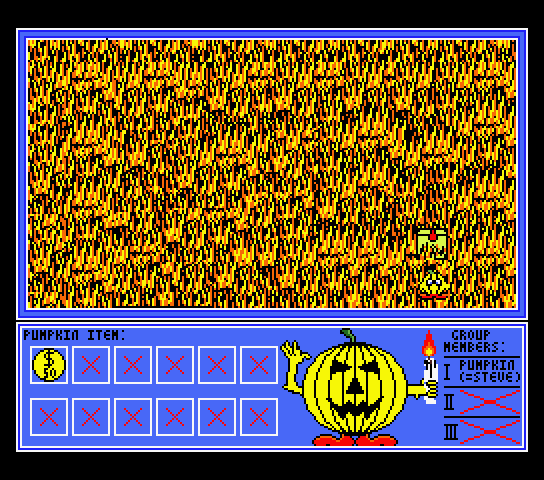 PUMPKIN ITEM:
GROUP
MEMBERS:
I PUMPKIN
(=STEVE)
II
III